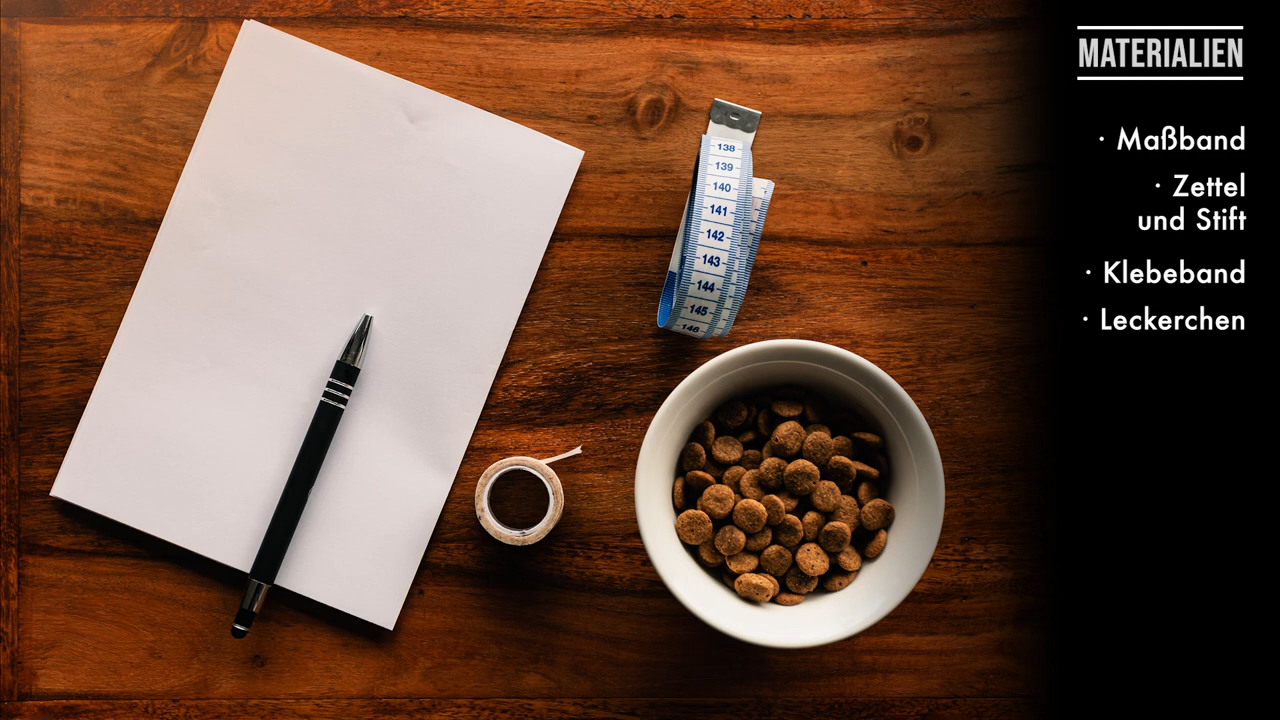 MATERIALIEN
· Maßband
· Zettel
und Stift
· Klebeband
· Leckerchen
138
139
140
141
142
143
144
145
146